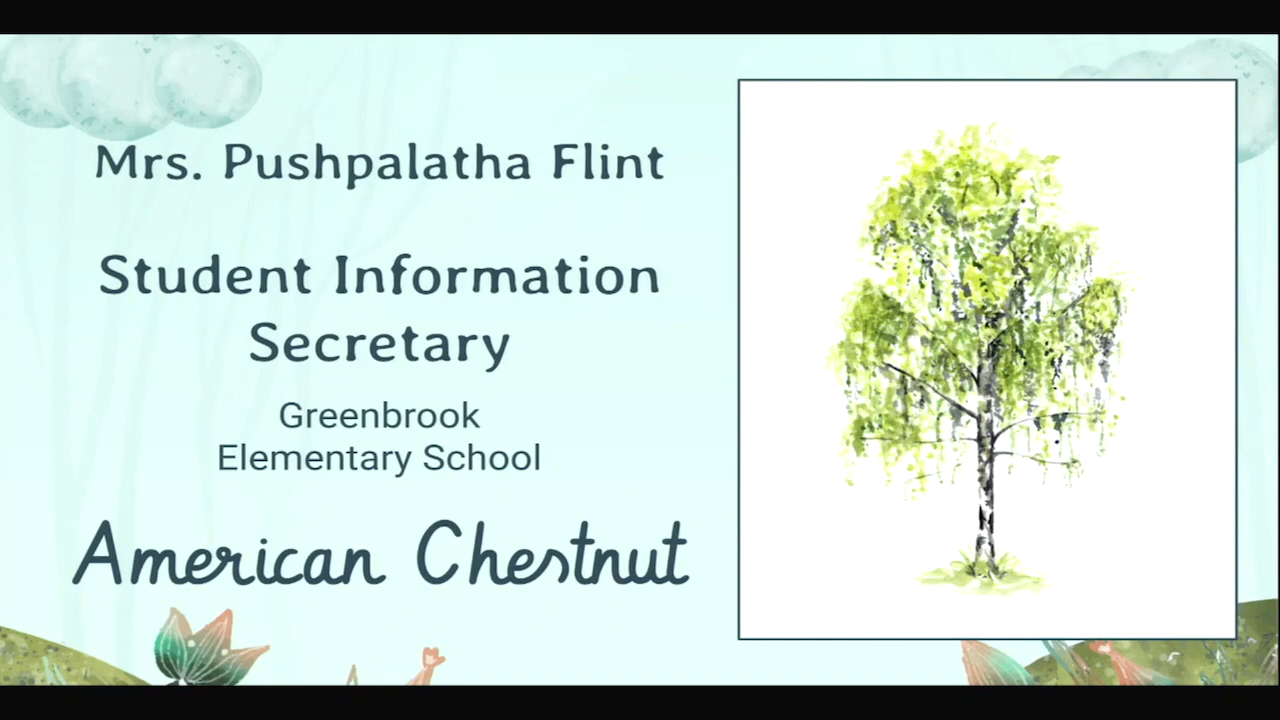 Mrs. Pushpalatha Flint
Student Information
Secretary
Greenbrook
Elementary School
American Chestnut